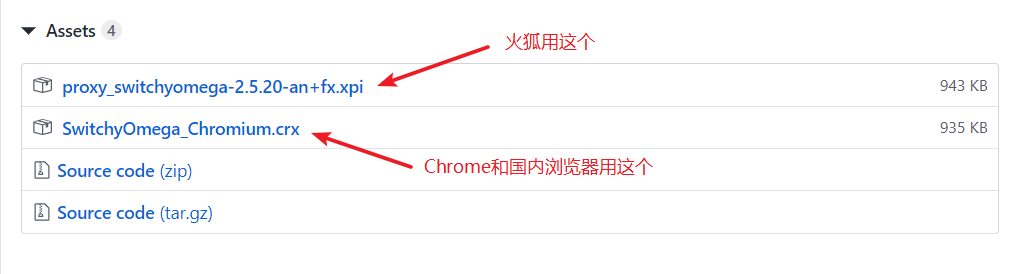 Assets 4
火狐用这个
proxy_switchyomega-2.5.20-an+fx.xpi 943 KB
SwitchyOmega_Chromium.crx 935 KB
Chrome和国内浏览器用这个
Source code (zip)
Source code (tar.gz)